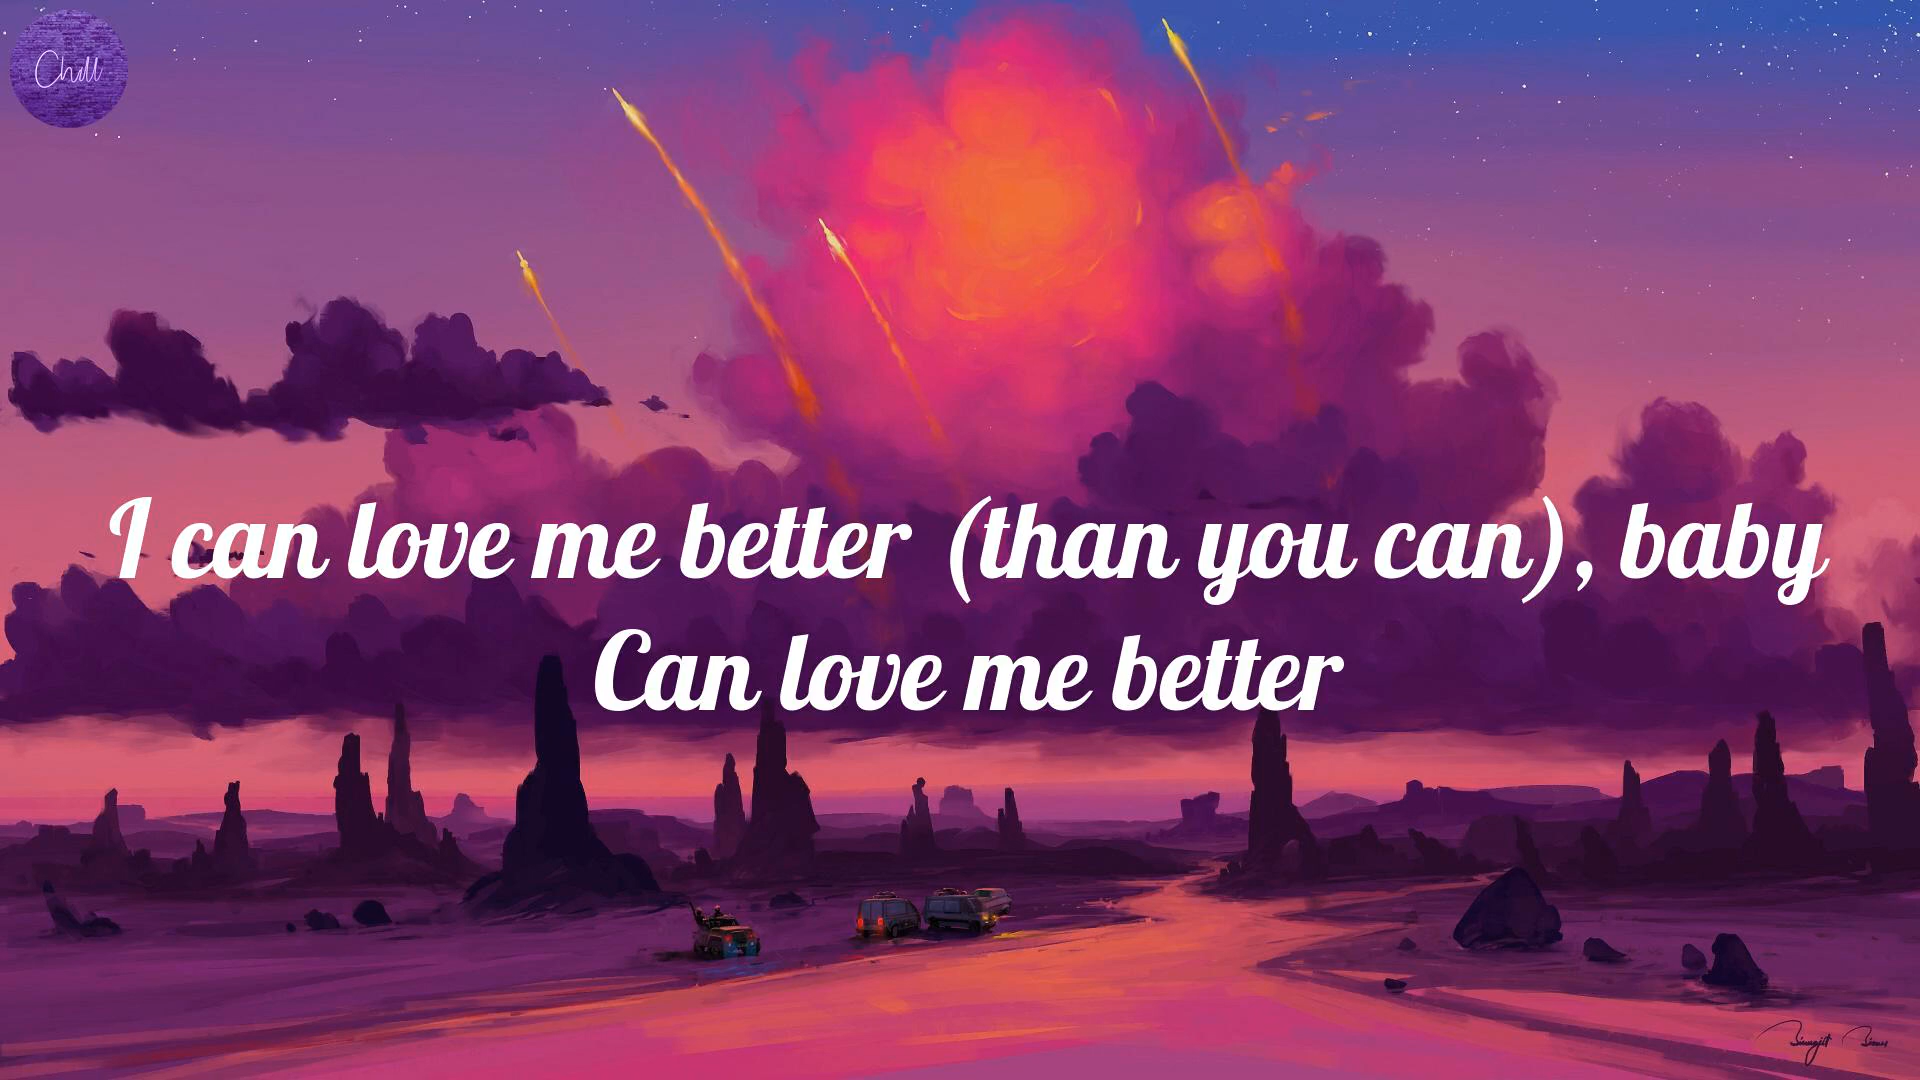 Chill
I can love me better (than you can), baby
Can love me better